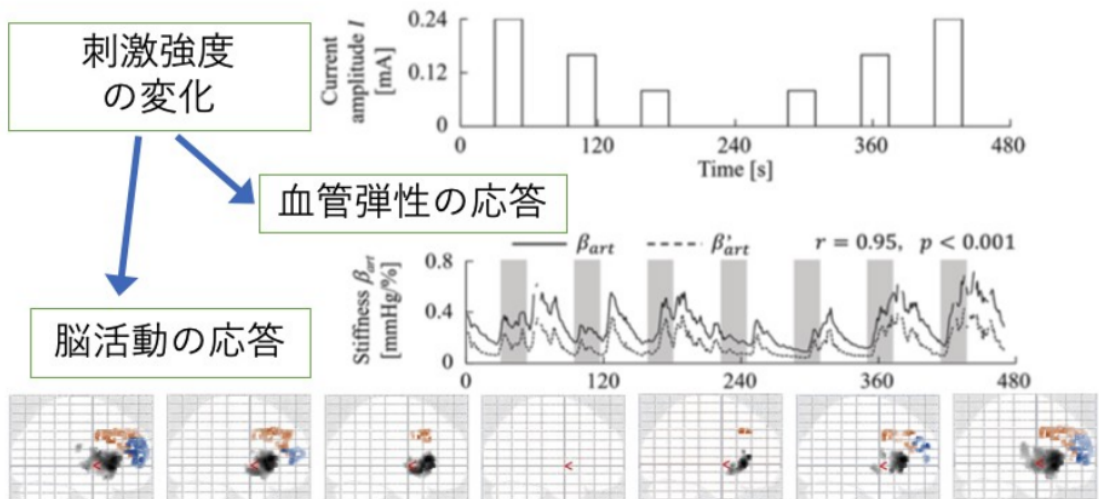 刺激強度
の変化
Current
amplitude I
[mA]
0.24
0.12
0
0 120 240 360 480
Time [s]
血管弾性の応答
β_art β'_art r = 0.95, p < 0.001
Stiffness β_art
[mmHg/%]
0.8
0.4
0
0 120 240 360 480
脳活動の応答
< < < < < < <